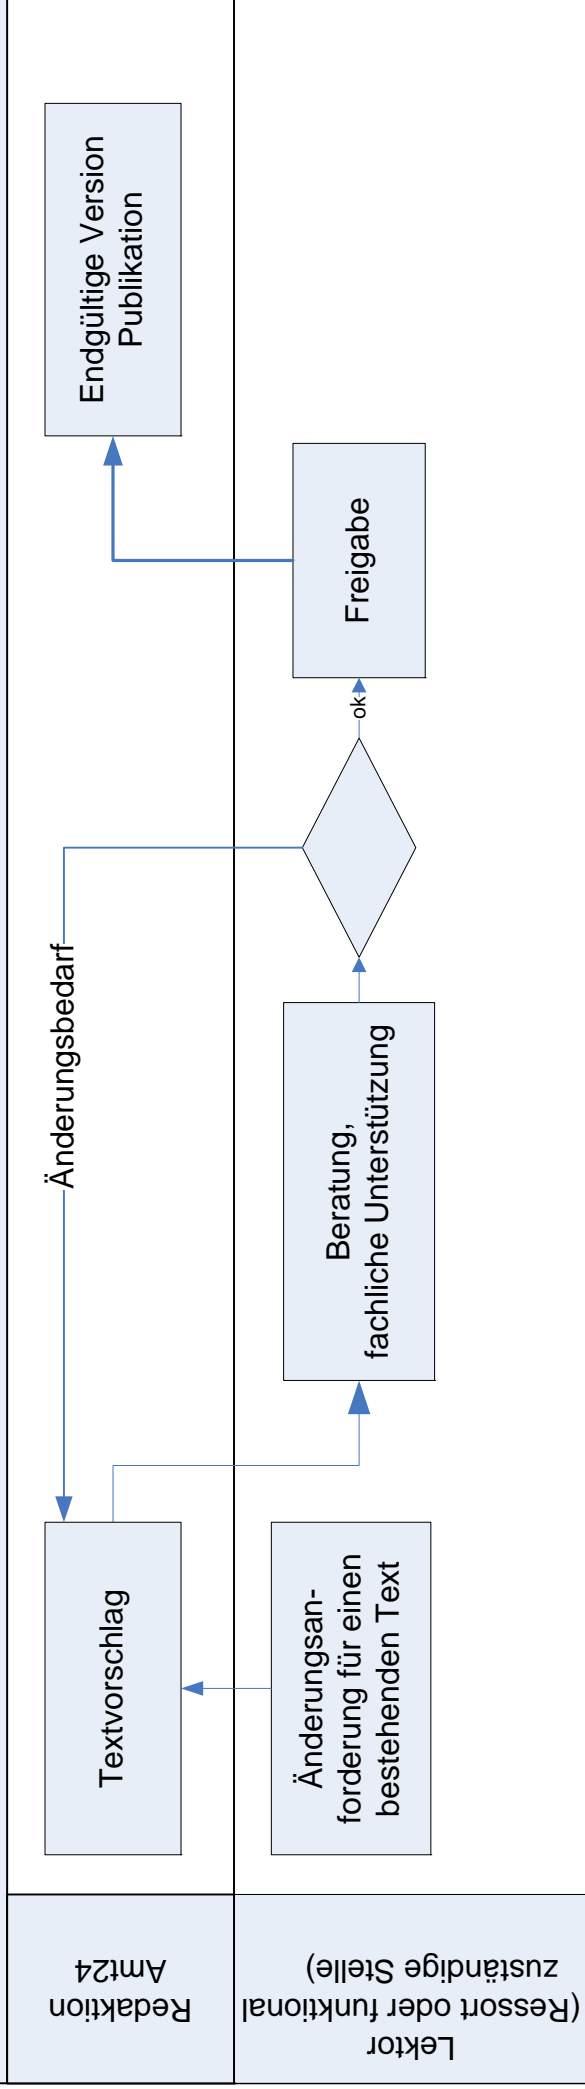 Redaktion
Amt24
Textvorschlag
Änderungsbedarf
Endgültige Version
Publikation
Lektor
(Ressort oder funktional
zuständige Stelle)
Änderungsan-
forderung für einen
bestehenden Text
Beratung,
fachliche Unterstützung
ok
Freigabe